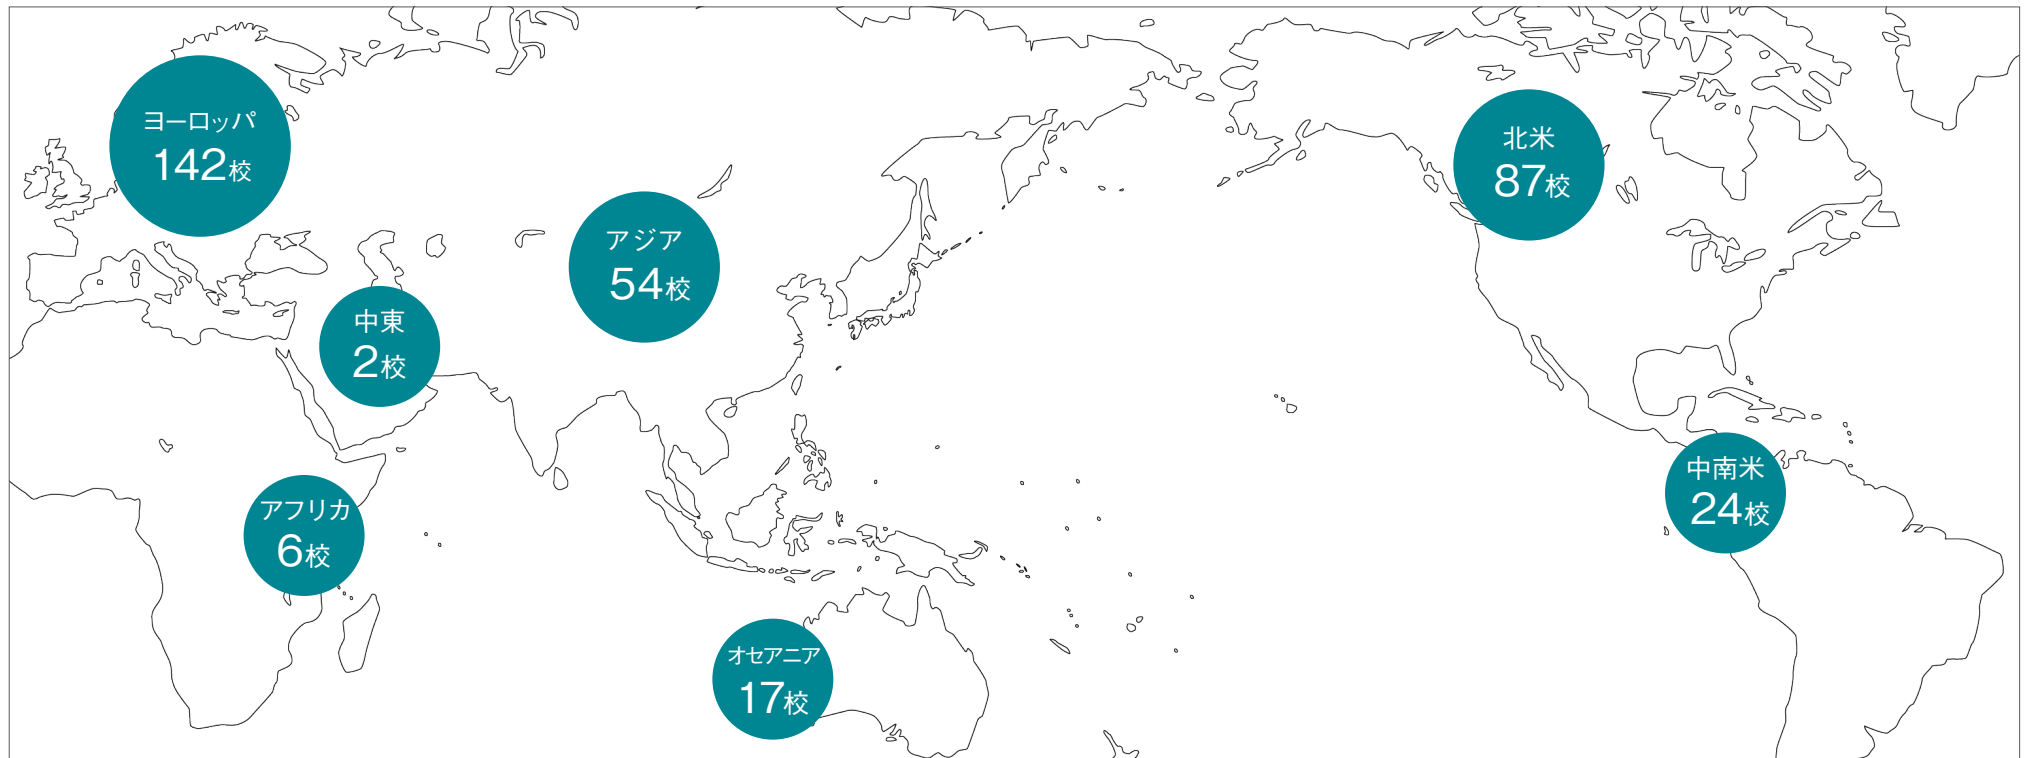 ヨーロッパ
142校
北米
87校
アジア
54校
中東
2校
中南米
24校
アフリカ
6校
オセアニア
17校